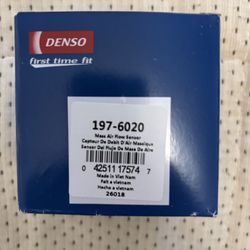 DENSO
first time fit
197-6020
Mass Air Flow Sensor
Capteur De Debit D'Air Massique
Sensor Del Flujo De Masa De Aire
0 42511 17574 7
Made in Viet Nam
Fait a vietnam
Hecho a vietnam
26018